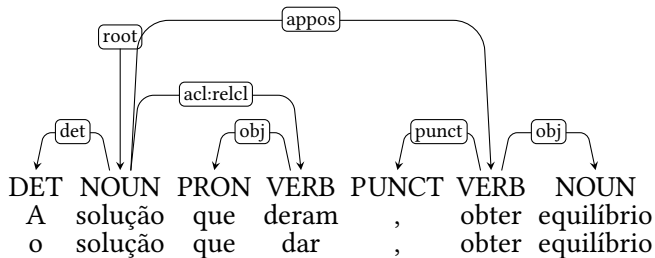 appos
root
acl:relcl
det obj punct obj
DET NOUN PRON VERB PUNCT VERB NOUN
A solução que deram , obter equilíbrio
o solução que dar , obter equilíbrio